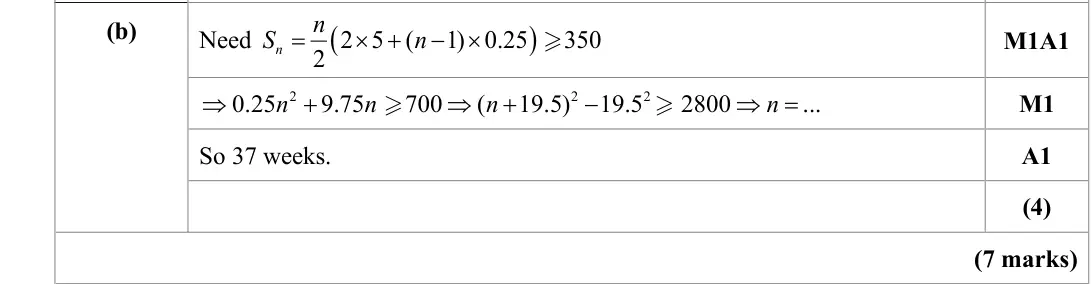 (b) Need Sₙ = n/2 (2×5+(n−1)×0.25) ⩾ 350 M1A1
⇒ 0.25n² + 9.75n ⩾ 700 ⇒ (n+19.5)² − 19.5² ⩾ 2800 ⇒ n = ... M1
So 37 weeks. A1
(4)
(7 marks)